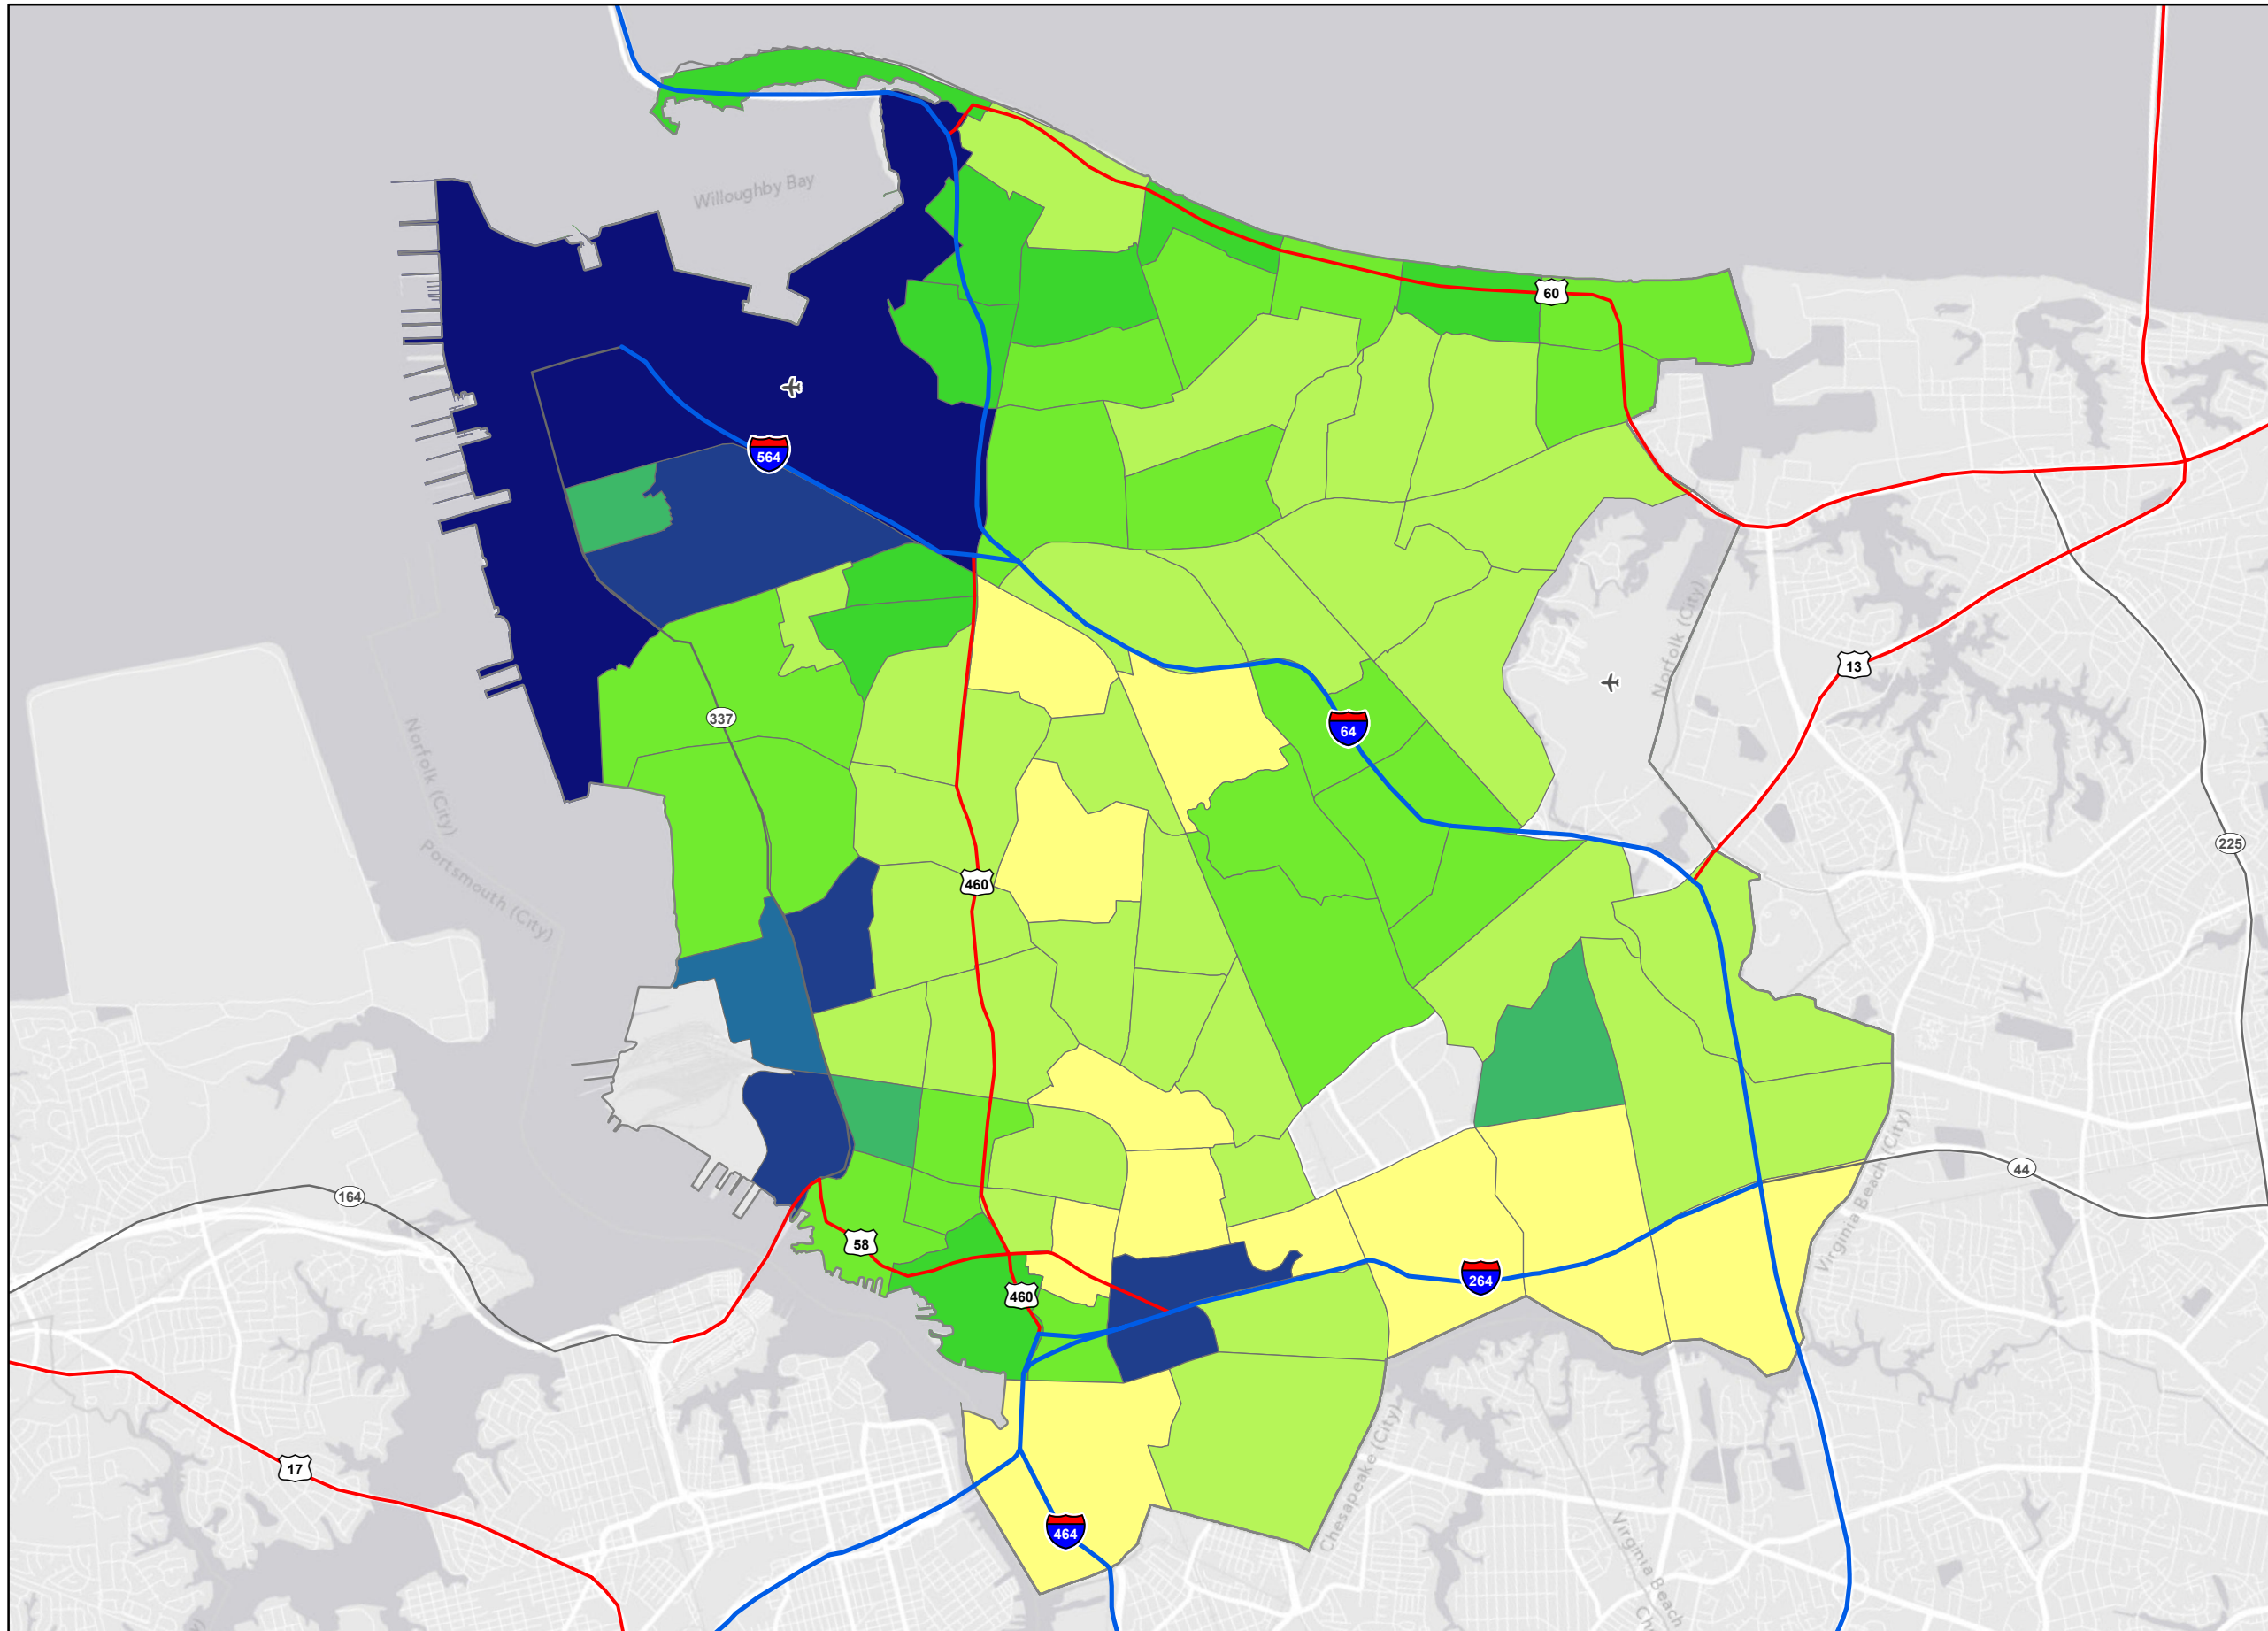 Willoughby Bay
60
564
13
Norfolk (City)
64
337
Norfolk (City)
Portsmouth (City)
225
460
44
164
Virginia Beach (City)
58
264
460
Chesapeake (City)
17
464
Virginia Beach